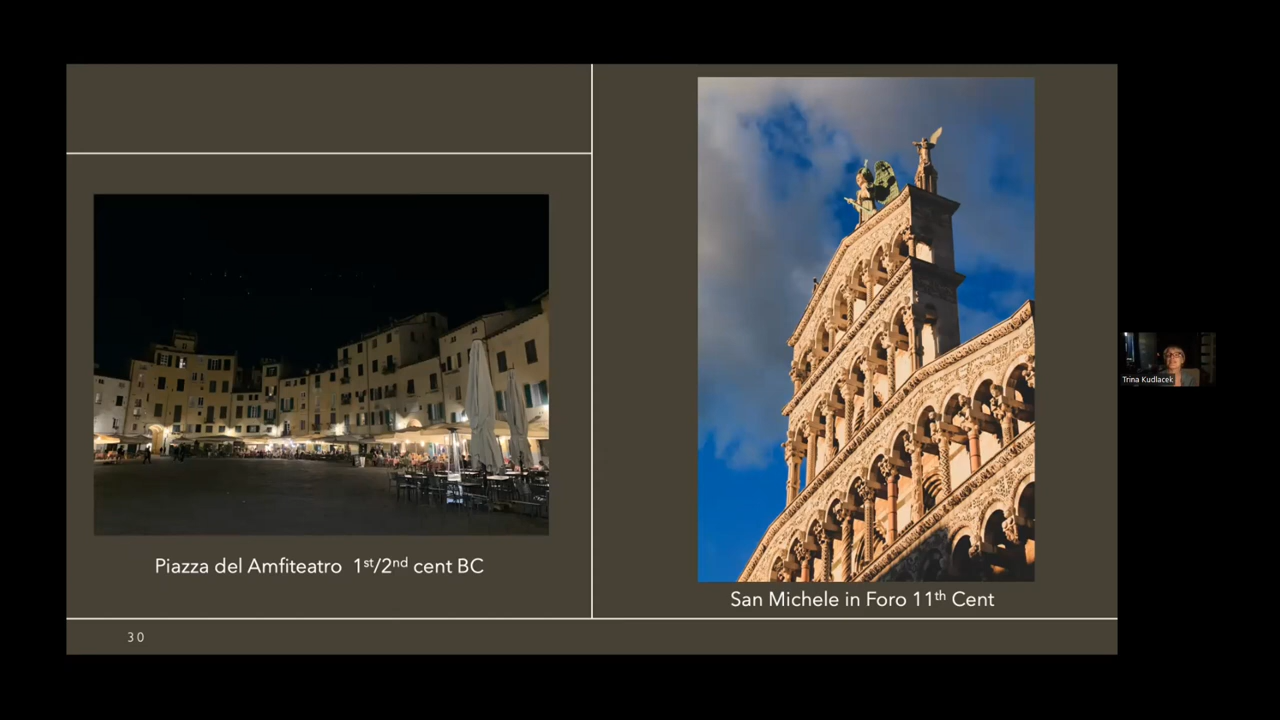 Piazza del Amfiteatro 1st/2nd cent BC
San Michele in Foro 11th Cent
30
Trina Kudlacek